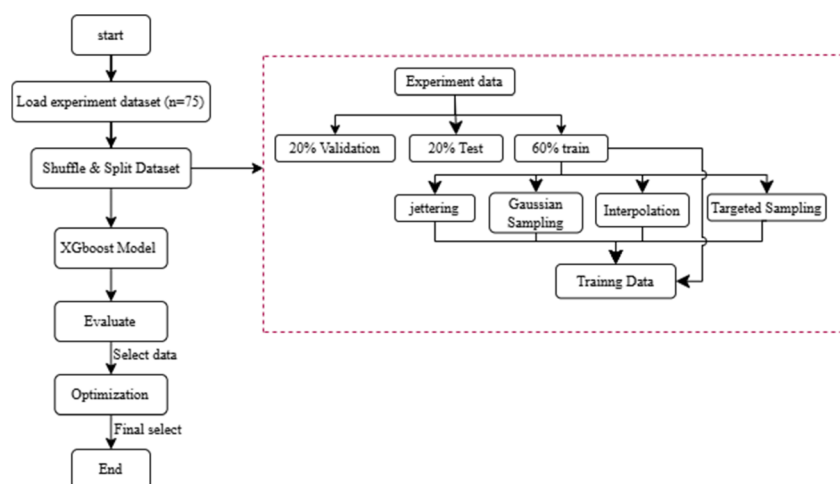 start
Load experiment dataset (n=75)
Shuffle & Split Dataset
XGboost Model
Evaluate
Select data
Optimization
Final select
End
Experiment data
20% Validation
20% Test
60% train
jettering
Gaussian
Sampling
Interpolation
Targeted Sampling
Trainng Data